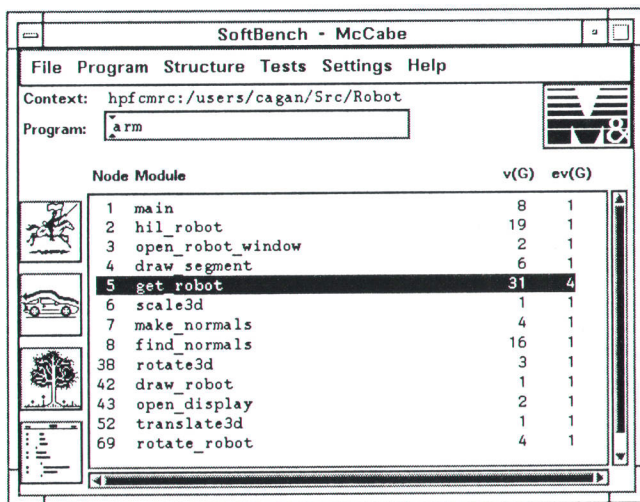 SoftBench - McCabe
File Program Structure Tests Settings Help
Context: hpfcmrc:/users/cagan/Src/Robot
Program: arm
M&
Node Module v(G) ev(G)
1 main 8 1
2 hil_robot 19 1
3 open_robot_window 2 1
4 draw_segment 6 1
5 get_robot 31 4
6 scale3d 1 1
7 make_normals 4 1
8 find_normals 16 1
38 rotate3d 3 1
42 draw_robot 1 1
43 open_display 2 1
52 translate3d 1 1
69 rotate_robot 4 1